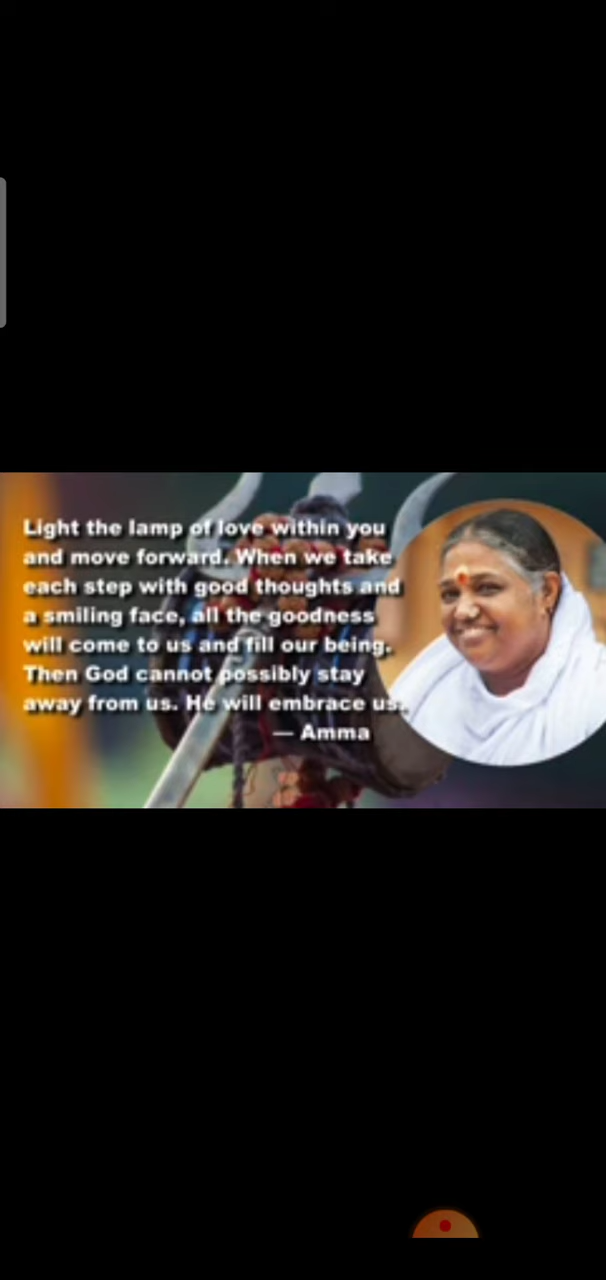 Light the lamp of love within you
and move forward. When we take
each step with good thoughts and
a smiling face, all the goodness
will come to us and fill our being.
Then God cannot possibly stay
away from us. He will embrace us.
— Amma